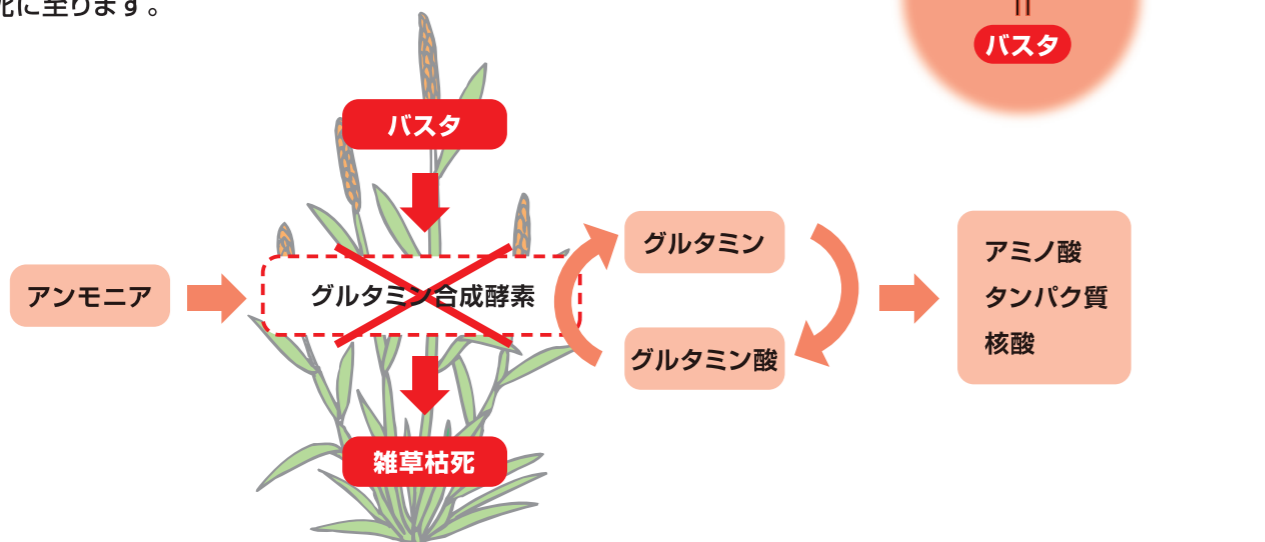 死に至ります。
=
バスタ
バスタ
アンモニア
グルタミン合成酵素
グルタミン
グルタミン酸
アミノ酸
タンパク質
核酸
雑草枯死